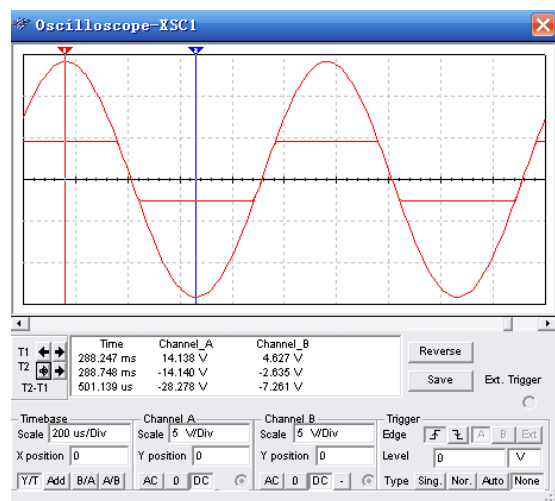 Oscilloscope-XSC1
1 2
Time Channel_A Channel_B
T1 288.247 ms 14.138 V 4.627 V
T2 288.748 ms -14.140 V -2.635 V
T2-T1 501.139 us -28.278 V -7.261 V
Reverse
Save
Ext. Trigger
Timebase
Scale 200 us/Div
X position 0
Y/T Add B/A A/B
Channel A
Scale 5 V/Div
Y position 0
AC 0 DC
Channel B
Scale 5 V/Div
Y position 0
AC 0 DC -
Trigger
Edge A B Ext
Level 0 V
Type Sing. Nor. Auto None